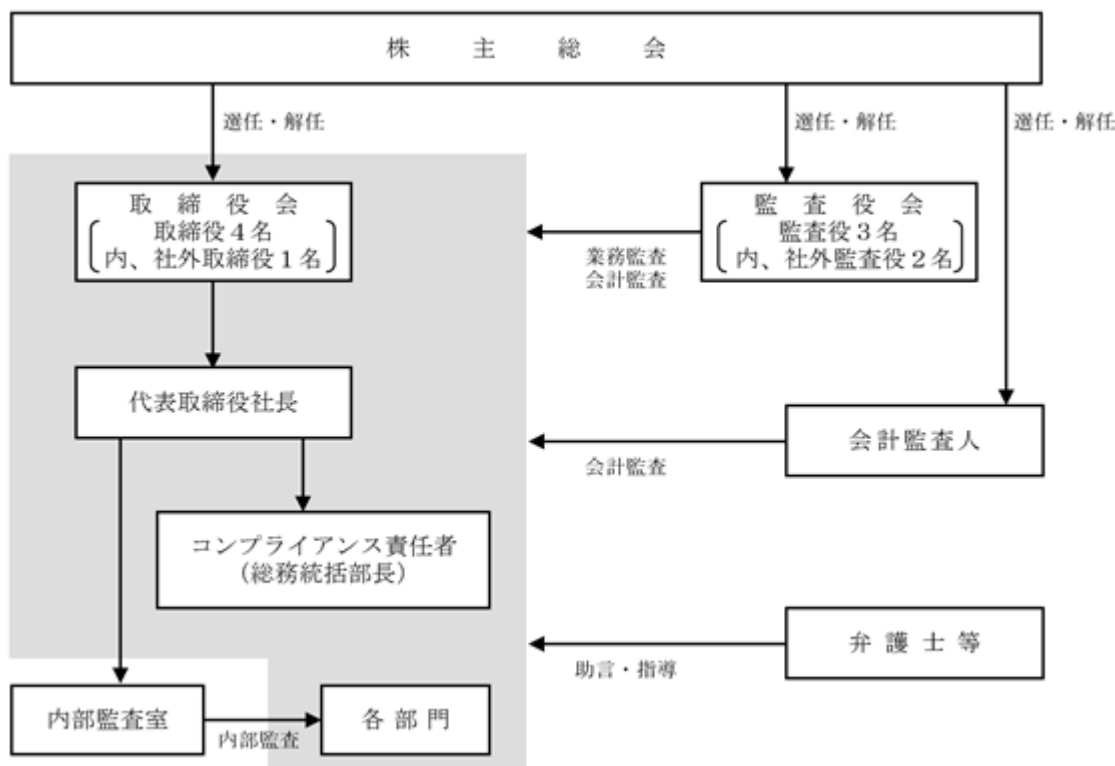 株主総会
選任・解任
選任・解任
選任・解任
取締役会
取締役4名
内、社外取締役1名
監査役会
監査役3名
内、社外監査役2名
業務監査
会計監査
代表取締役社長
会計監査人
会計監査
コンプライアンス責任者
(総務統括部長)
弁護士等
助言・指導
内部監査室
内部監査
各部門